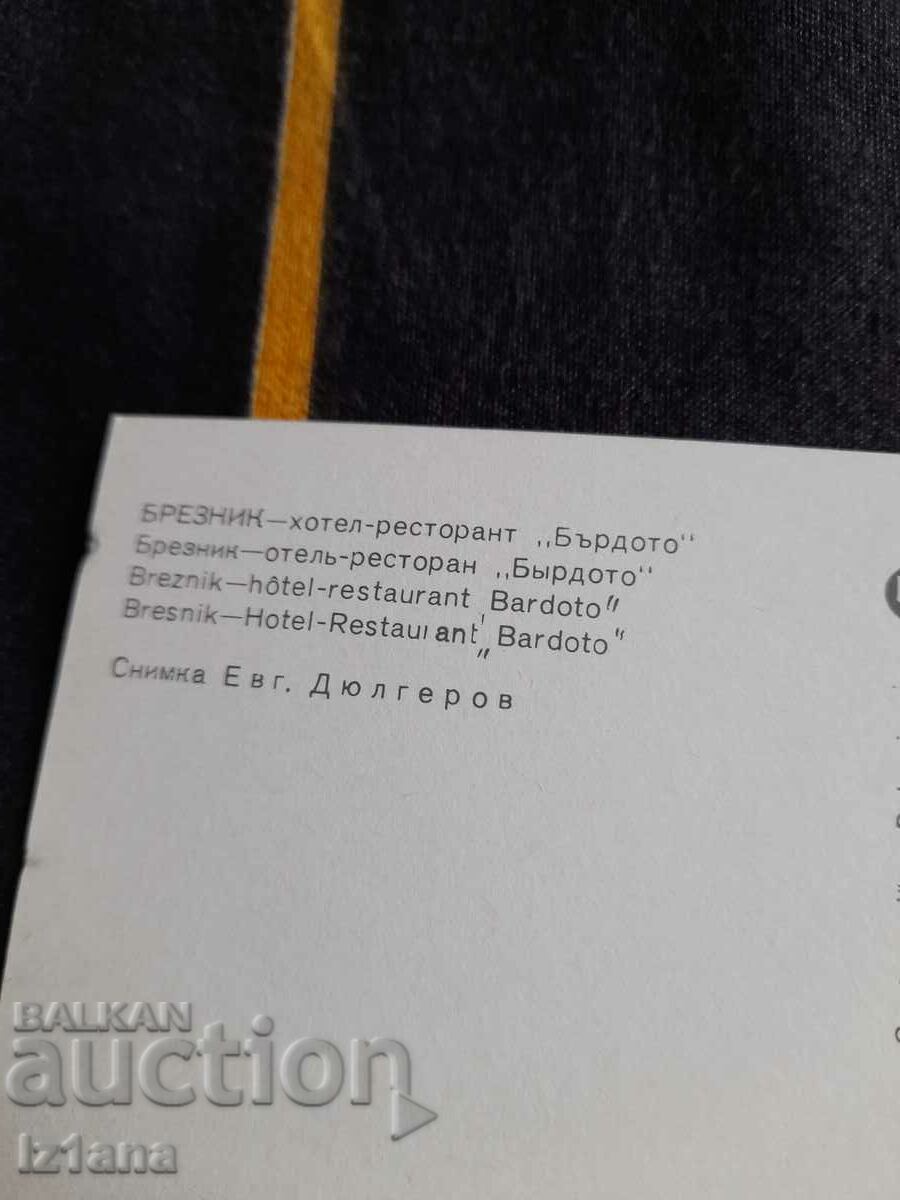 БРЕЗНИК—хотел-ресторант „Бърдото“
Брезник—отель-ресторан „Бырдото“
Breznik—hôtel-restaurant „Bardoto“
Bresnik—Hotel-Restaurant „Bardoto“
Снимка Евг. Дюлгеров
BALKAN
auction
iz1ana